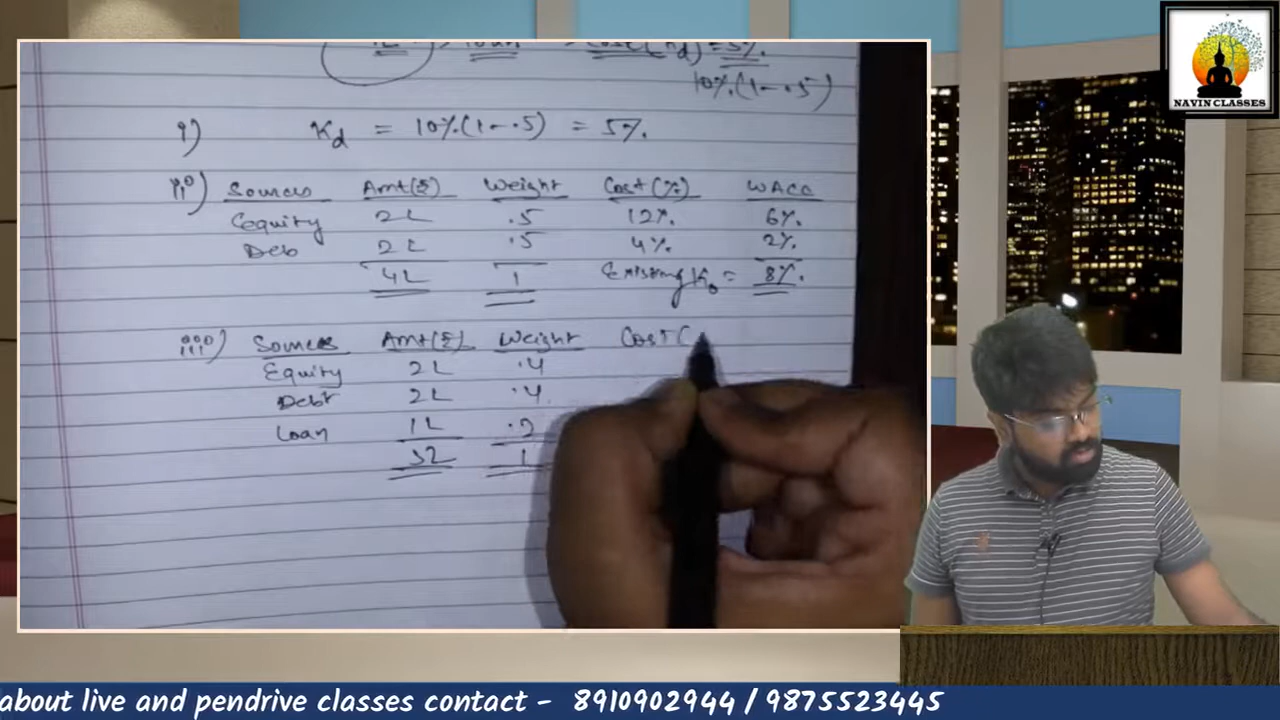 = 5%.
10%.(1-.5)
i) Kd = 10%(1-.5) = 5%.
ii) Sources Amt(₹) Weight Cost(%) WACC
Equity 2L .5 12%. 6%.
Deb 2L .5 4%. 2%.
4L 1 Existing Ko = 8%.
iii) Sources Amt(₹) Weight Cost (
Equity 2L .4
Debt 2L .4
Loan 1L .2
5L 1
NAVIN CLASSES
about live and pendrive classes contact - 8910902944 / 9875523445